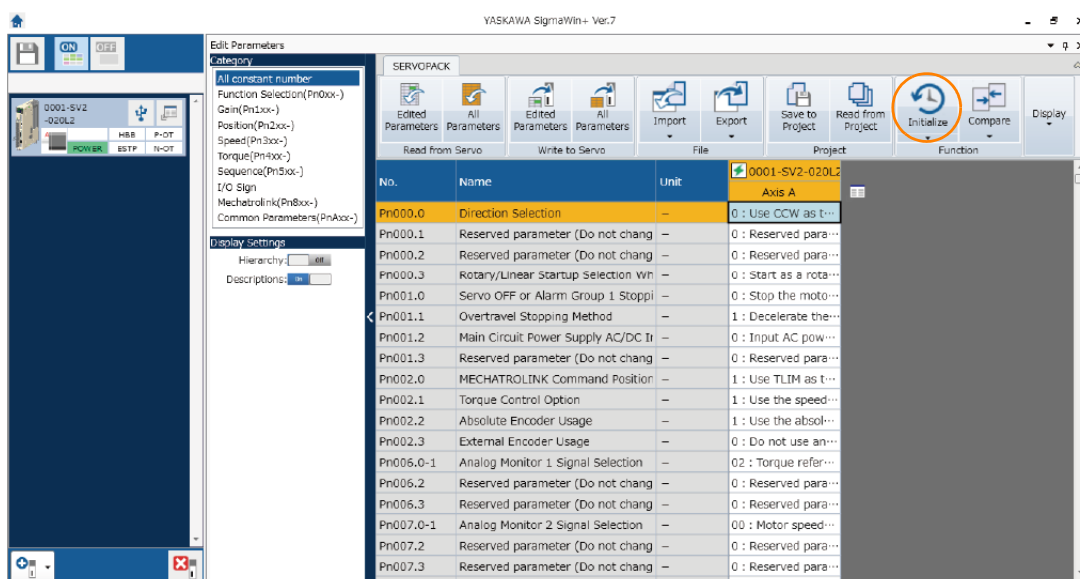 YASKAWA SigmaWin+ Ver.7
ON OFF
0001-SV2
-020L2
HBB P-OT
POWER ESTP N-OT
Edit Parameters
Category
All constant number
Function Selection(Pn0xx-)
Gain(Pn1xx-)
Position(Pn2xx-)
Speed(Pn3xx-)
Torque(Pn4xx-)
Sequence(Pn5xx-)
I/O Sign
Mechatrolink(Pn8xx-)
Common Parameters(PnAxx-)
Display Settings
Hierarchy: Off
Descriptions: ON
SERVOPACK
Edited Parameters
All Parameters
Read from Servo
Edited Parameters
All Parameters
Write to Servo
Import
Export
File
Save to Project
Read from Project
Project
Initialize
Compare
Function
Display
No. Name Unit 0001-SV2-020L2
Axis A
Pn000.0 Direction Selection – 0 : Use CCW as t···
Pn000.1 Reserved parameter (Do not chang – 0 : Reserved para···
Pn000.2 Reserved parameter (Do not chang – 0 : Reserved para···
Pn000.3 Rotary/Linear Startup Selection Wh – 0 : Start as a rota···
Pn001.0 Servo OFF or Alarm Group 1 Stoppi – 0 : Stop the moto···
Pn001.1 Overtravel Stopping Method – 1 : Decelerate the···
Pn001.2 Main Circuit Power Supply AC/DC Ir – 0 : Input AC pow···
Pn001.3 Reserved parameter (Do not chang – 0 : Reserved para···
Pn002.0 MECHATROLINK Command Position – 1 : Use TLIM as t···
Pn002.1 Torque Control Option – 1 : Use the speed···
Pn002.2 Absolute Encoder Usage – 1 : Use the absol···
Pn002.3 External Encoder Usage – 0 : Do not use an···
Pn006.0-1 Analog Monitor 1 Signal Selection – 02 : Torque refer···
Pn006.2 Reserved parameter (Do not chang – 0 : Reserved para···
Pn006.3 Reserved parameter (Do not chang – 0 : Reserved para···
Pn007.0-1 Analog Monitor 2 Signal Selection – 00 : Motor speed···
Pn007.2 Reserved parameter (Do not chang – 0 : Reserved para···
Pn007.3 Reserved parameter (Do not chang – 0 : Reserved para···